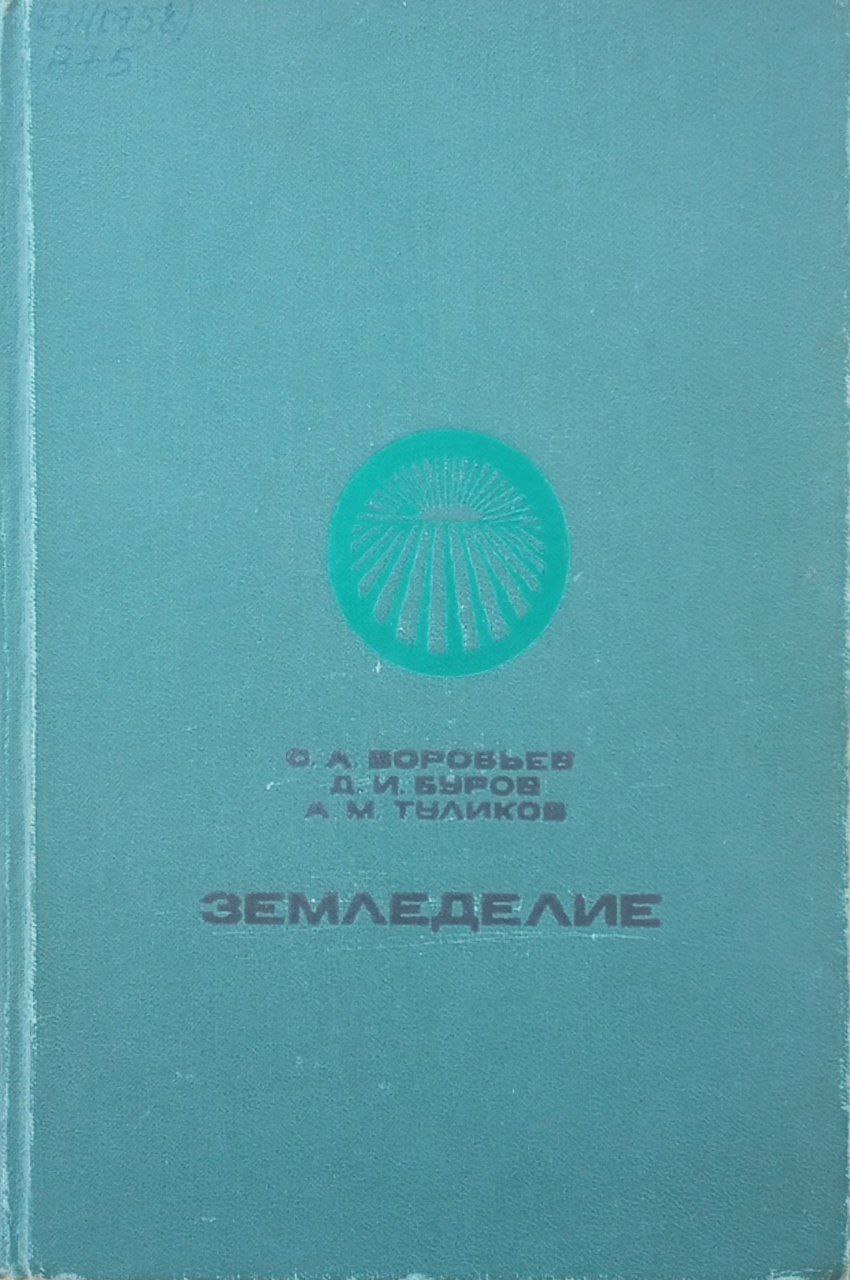 С. А. ВОРОБЬЕВ
Д. И. БУРОВ
А. М. ТУЛИКОВ
ЗЕМЛЕДЕЛИЕ